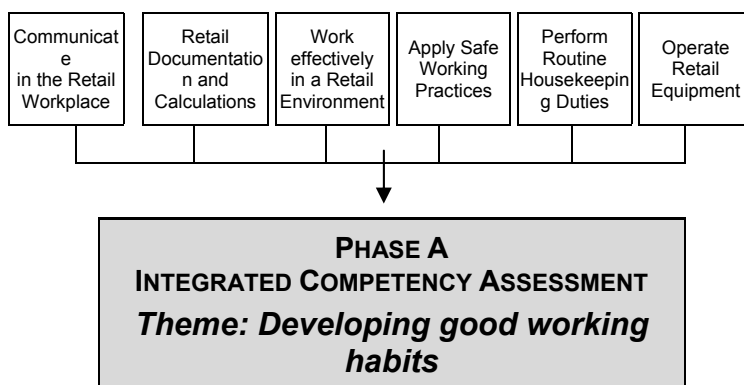 Communicat
e
in the Retail
Workplace
Retail
Documentatio
n and
Calculations
Work
effectively
in a Retail
Environment
Apply Safe
Working
Practices
Perform
Routine
Housekeepin
g Duties
Operate
Retail
Equipment
PHASE A
INTEGRATED COMPETENCY ASSESSMENT
Theme: Developing good working
habits